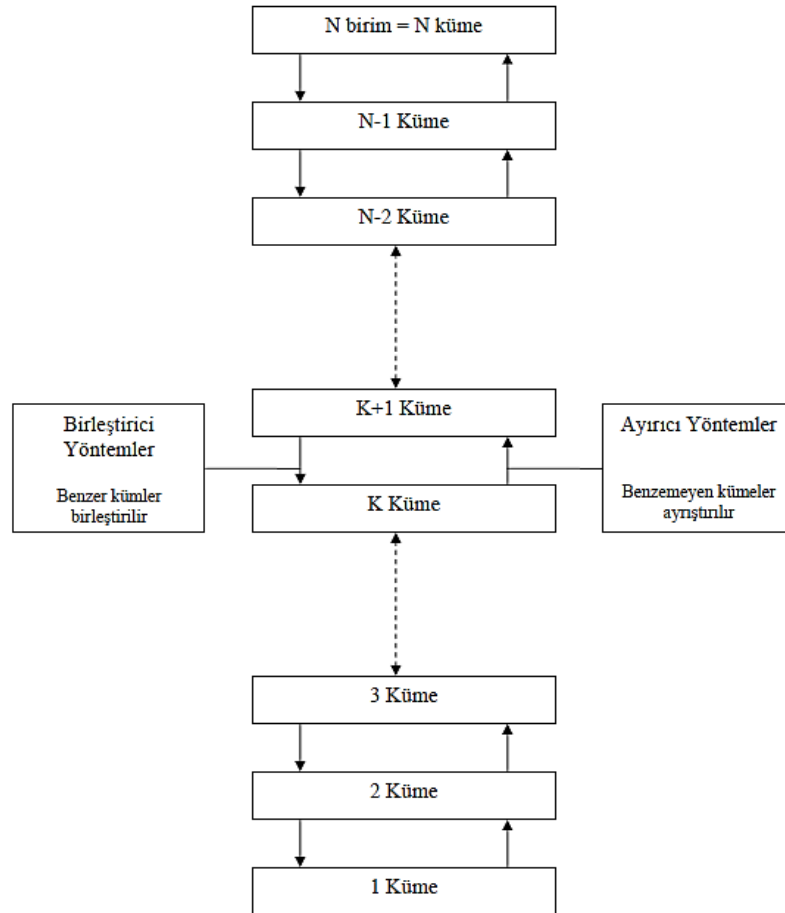 N birim = N küme
N-1 Küme
N-2 Küme
K+1 Küme
Birleştirici
Yöntemler
Benzer kümler
birleştirilir
Ayırıcı Yöntemler
Benzemeyen kümeler
ayrıştırılır
K Küme
3 Küme
2 Küme
1 Küme